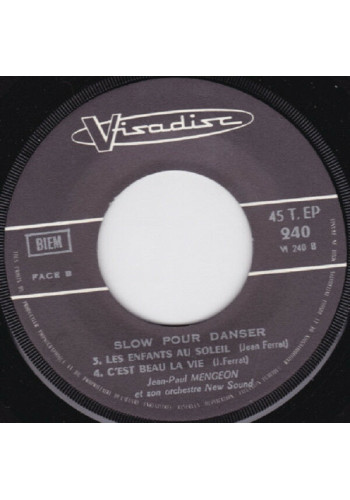 Visadisc
45 T. EP
240
VI 240 B
BIEM
FACE B
SLOW POUR DANSER
3. LES ENFANTS AU SOLEIL (Jean Ferrat)
4. C'EST BEAU LA VIE (J. Ferrat)
Jean-Paul MENGEON
et son orchestre New Sound